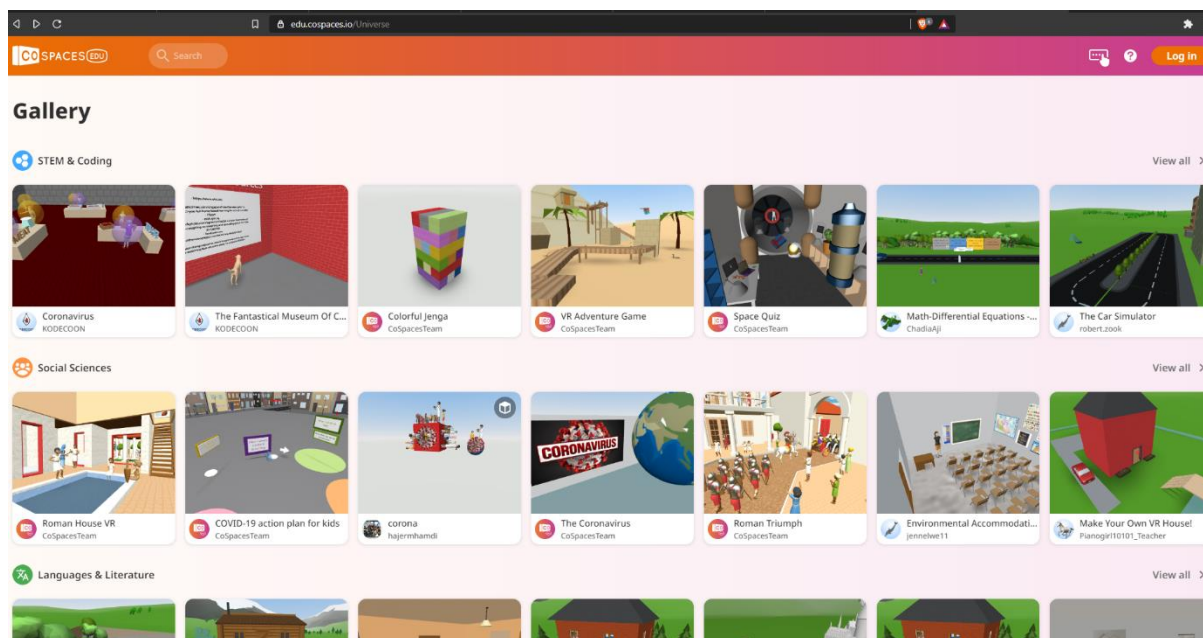 edu.cospaces.io/Universe
COSPACES EDU
Search
Log in
Gallery
STEM & Coding
View all
Coronavirus
KODECOON
The Fantastical Museum Of C...
KODECOON
Colorful Jenga
CoSpacesTeam
VR Adventure Game
CoSpacesTeam
Space Quiz
CoSpacesTeam
Math-Differential Equations -...
ChadiaAji
The Car Simulator
robert.zook
Social Sciences
View all
CORONAVIRUS
Roman House VR
CoSpacesTeam
COVID-19 action plan for kids
CoSpacesTeam
corona
hajermhamdi
The Coronavirus
CoSpacesTeam
Roman Triumph
CoSpacesTeam
Environmental Accommodati...
jennelwe11
Make Your Own VR House!
Pianogirl10101_Teacher
Languages & Literature
View all